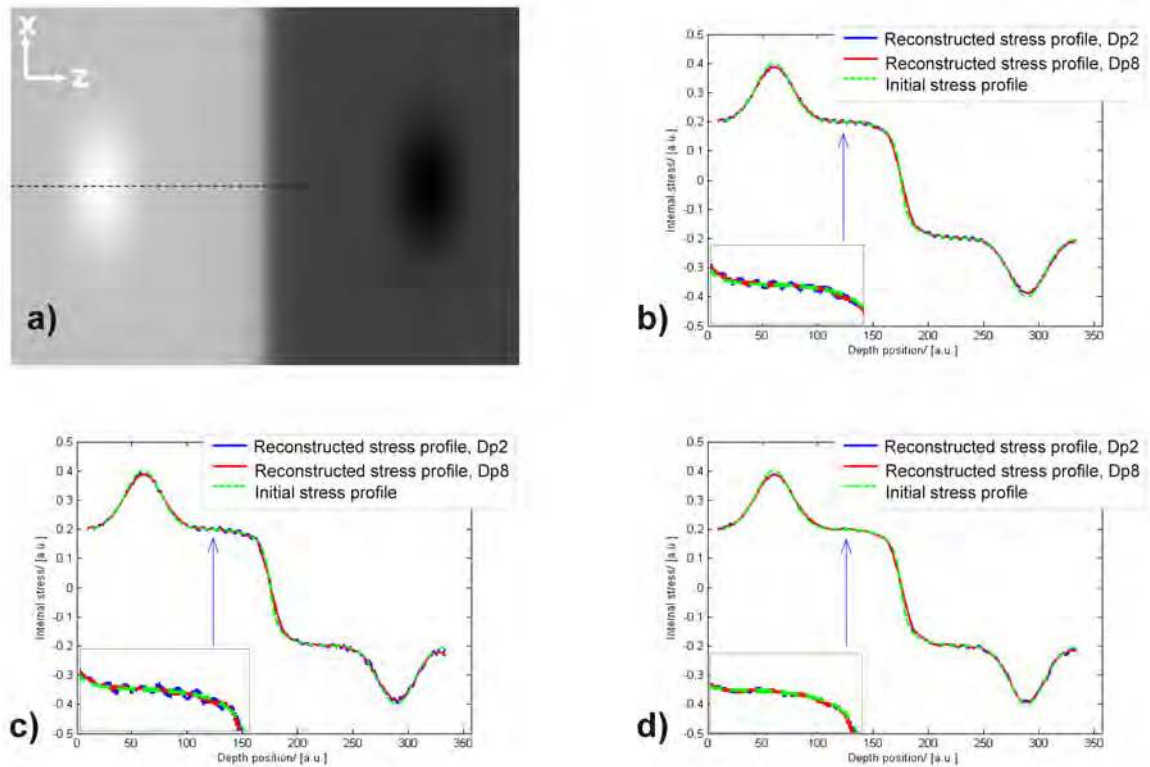 X
Z
a)
Reconstructed stress profile, Dp2
Reconstructed stress profile, Dp8
Initial stress profile
Internal stress/ [a.u.]
0.5
0.4
0.3
0.2
0.1
0
-0.1
-0.2
-0.3
-0.4
-0.5
0 50 100 150 200 250 300 350
Depth position/ [a.u.]
b)
Reconstructed stress profile, Dp2
Reconstructed stress profile, Dp8
Initial stress profile
Internal stress/ [a.u.]
0.5
0.4
0.3
0.2
0.1
0
-0.1
-0.2
-0.3
-0.4
-0.5
0 50 100 150 200 250 300 350
Depth position/ [a.u.]
c)
Reconstructed stress profile, Dp2
Reconstructed stress profile, Dp8
Initial stress profile
Internal stress/ [a.u.]
0.5
0.4
0.3
0.2
0.1
0
-0.1
-0.2
-0.3
-0.4
-0.5
0 50 100 150 200 250 300 350
Depth position/ [a.u.]
d)